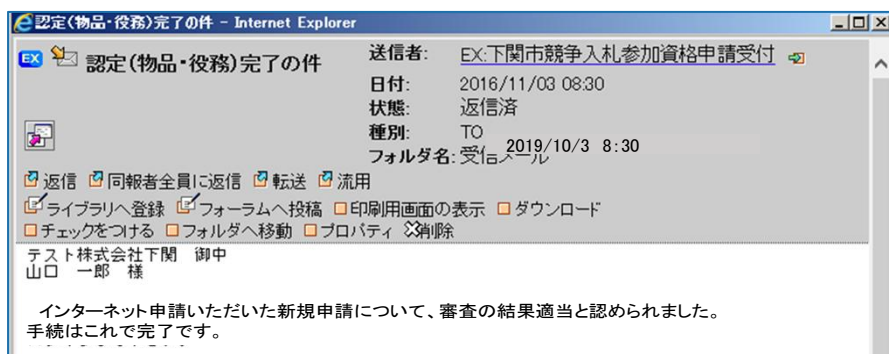 認定(物品・役務)完了の件 - Internet Explorer
EX 認定(物品・役務)完了の件
送信者: EX:下関市競争入札参加資格申請受付
日付: 2016/11/03 08:30
状態: 返信済
種別: TO
2019/10/3 8:30
フォルダ名: 受信メール
返信 同報者全員に返信 転送 流用
ライブラリへ登録 フォーラムへ投稿 印刷用画面の表示 ダウンロード
チェックをつける フォルダへ移動 プロパティ 削除
テスト株式会社下関 御中
山口 一郎 様
インターネット申請いただいた新規申請について、審査の結果適当と認められました。
手続はこれで完了です。